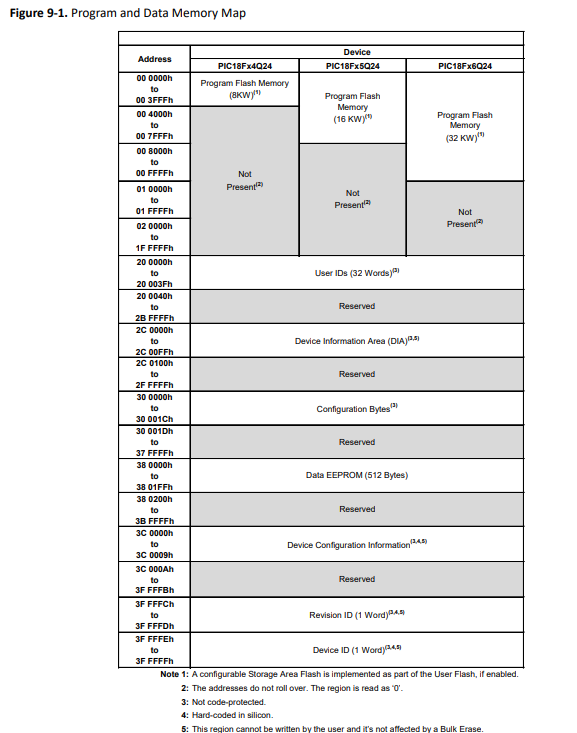 Figure 9-1. Program and Data Memory Map
Device
Address
PIC18Fx4Q24
PIC18Fx5Q24
PIC18Fx6Q24
00 0000h
to
00 3FFFh
Program Flash Memory
(8KW)(1)
Program Flash
Memory
(16 KW)(1)
Program Flash
Memory
(32 KW)(1)
00 4000h
to
00 7FFFh
Not
Present(2)
00 8000h
to
00 FFFFh
Not
Present(2)
01 0000h
to
01 FFFFh
Not
Present(2)
02 0000h
to
1F FFFFh
20 0000h
to
20 003Fh
User IDs (32 Words)(3)
20 0040h
to
2B FFFFh
Reserved
2C 0000h
to
2C 00FFh
Device Information Area (DIA)(3,5)
2C 0100h
to
2F FFFFh
Reserved
30 0000h
to
30 001Ch
Configuration Bytes(3)
30 001Dh
to
37 FFFFh
Reserved
38 0000h
to
38 01FFh
Data EEPROM (512 Bytes)
38 0200h
to
3B FFFFh
Reserved
3C 0000h
to
3C 0009h
Device Configuration Information(3,4,5)
3C 000Ah
to
3F FFFBh
Reserved
3F FFFCh
to
3F FFFDh
Revision ID (1 Word)(3,4,5)
3F FFFEh
to
3F FFFFh
Device ID (1 Word)(3,4,5)
Note 1: A configurable Storage Area Flash is implemented as part of the User Flash, if enabled.
2: The addresses do not roll over. The region is read as '0'.
3: Not code-protected.
4: Hard-coded in silicon.
5: This region cannot be written by the user and it's not affected by a Bulk Erase.